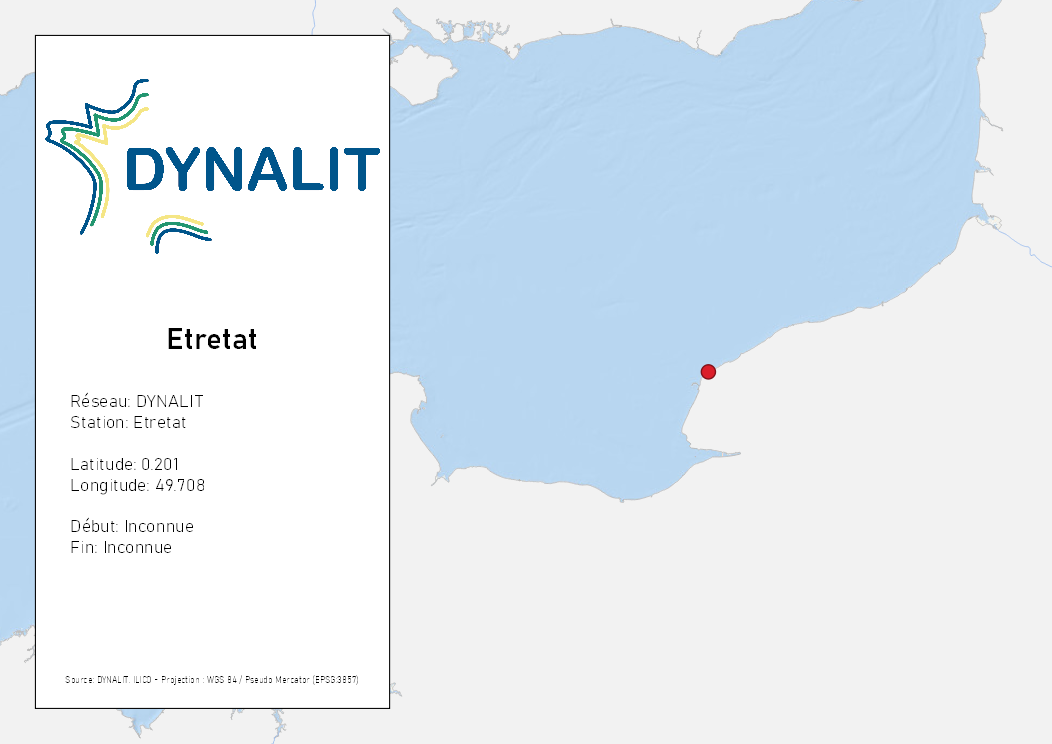 DYNALIT
Etretat
Réseau: DYNALIT
Station: Etretat
Latitude: 0.201
Longitude: 49.708
Début: Inconnue
Fin: Inconnue
Source: DYNALIT, ILICO - Projection : WGS 84 / Pseudo Mercator (EPSG:3857)